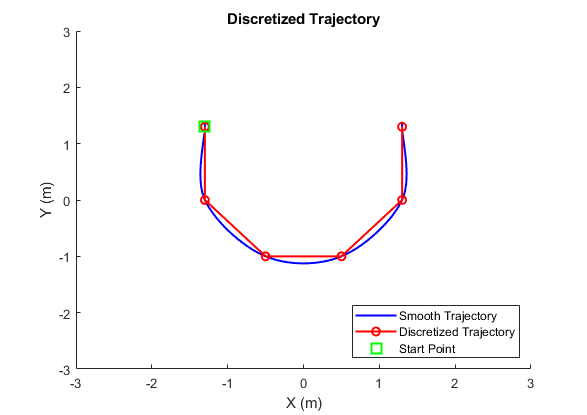 Discretized Trajectory
3
2
1
0
-1
-2
-3
Y (m)
-3
-2
-1
0
1
2
3
X (m)
Smooth Trajectory
Discretized Trajectory
Start Point